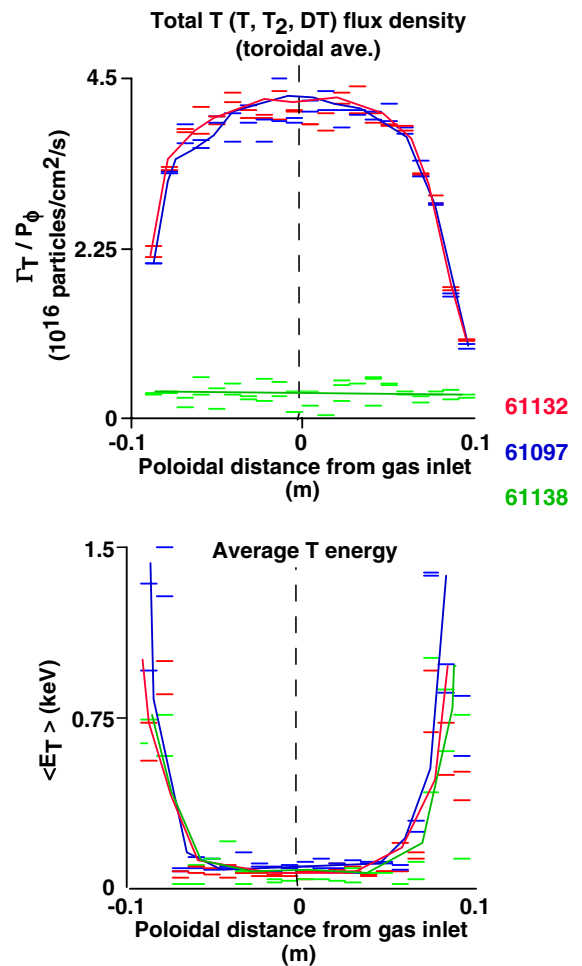 Total T (T, T2, DT) flux density
(toroidal ave.)
4.5
2.25
0
ΓT / Pϕ
(10^16 particles/cm^2/s)
-0.1
0
0.1
Poloidal distance from gas inlet
(m)
61132
61097
61138
Average T energy
1.5
0.75
0
<ET> (keV)
-0.1
0
0.1
Poloidal distance from gas inlet
(m)